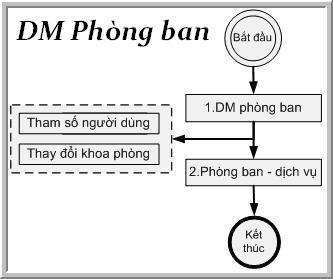 DM Phòng ban
Bắt đầu
1.DM phòng ban
Tham số người dùng
Thay đổi khoa phòng
2.Phòng ban - dịch vụ
Kết
thúc